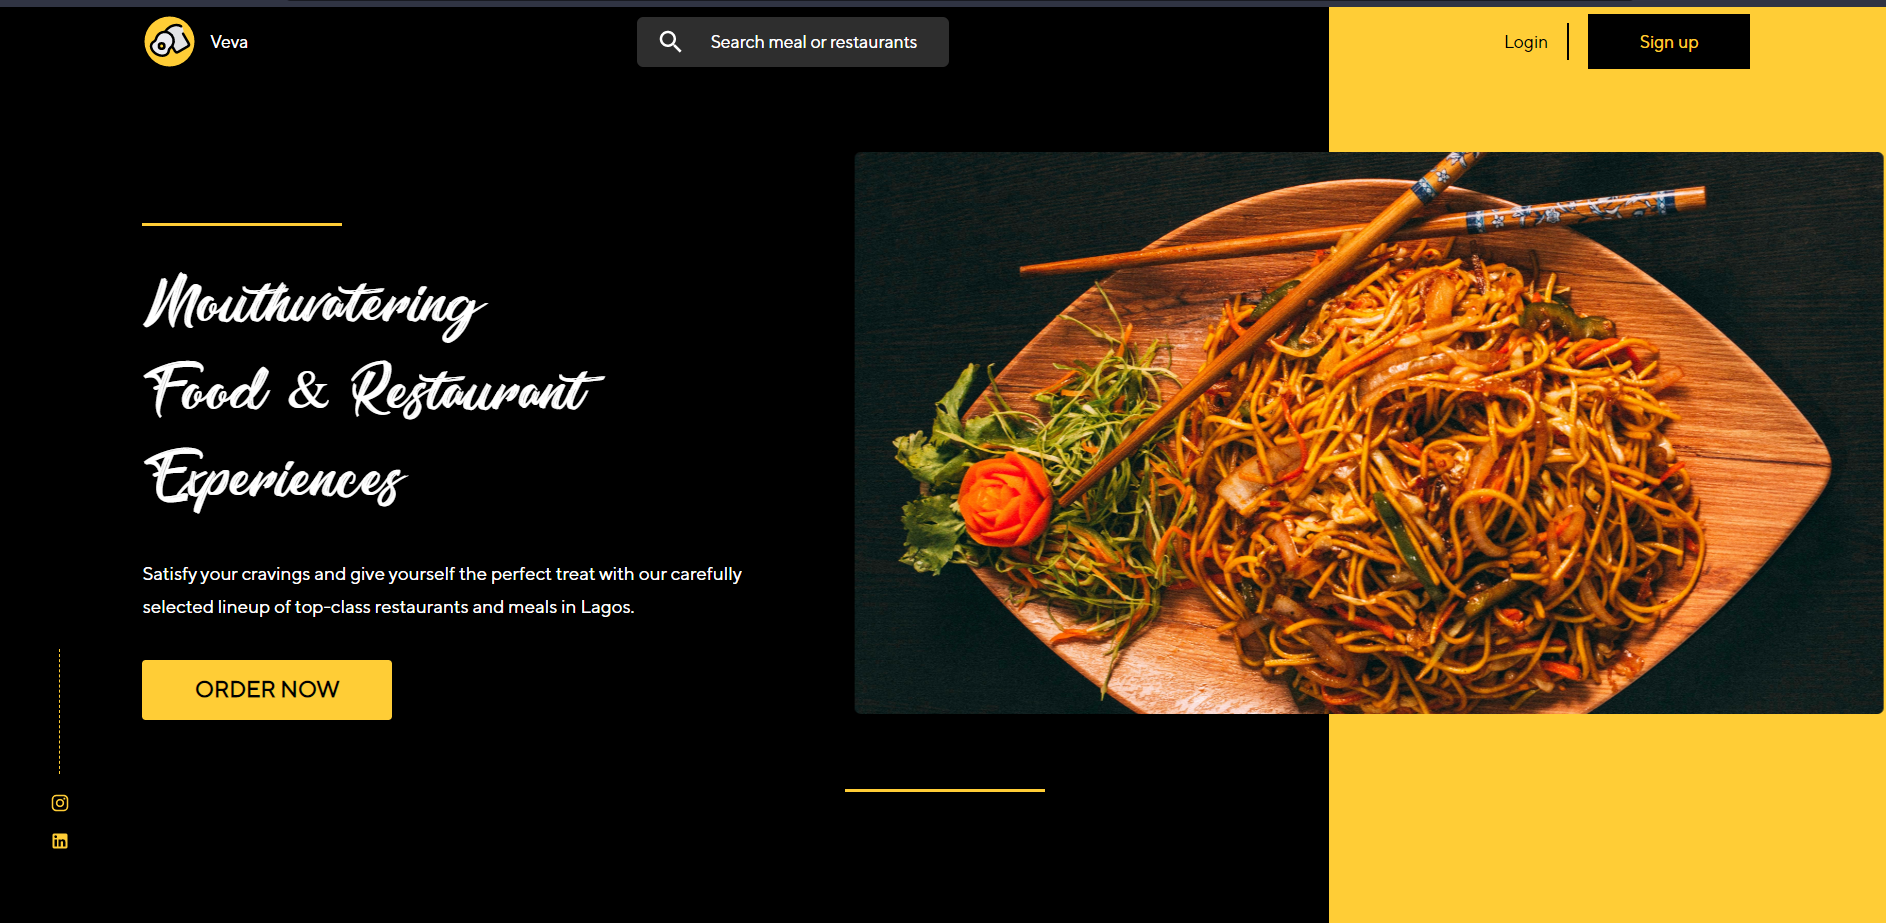 Veva
Search meal or restaurants
Login
Sign up
Mouthwatering
Food & Restaurant
Experiences
Satisfy your cravings and give yourself the perfect treat with our carefully
selected lineup of top-class restaurants and meals in Lagos.
ORDER NOW
in